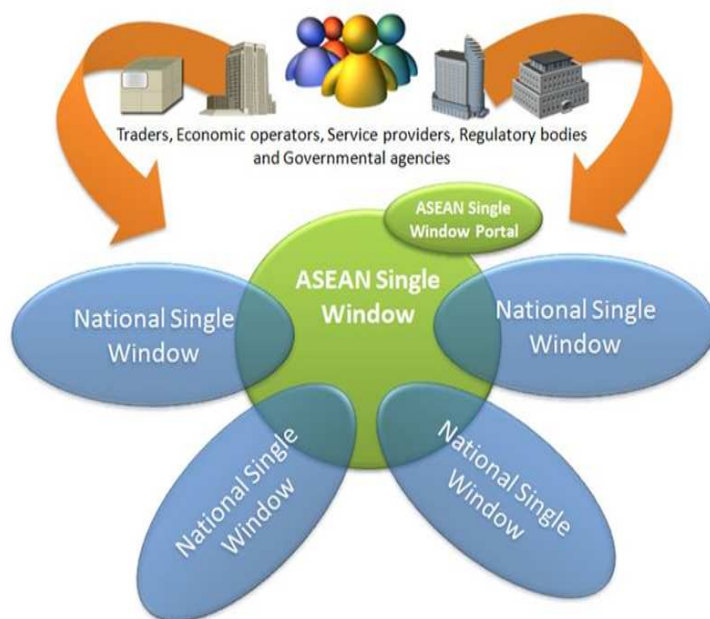 Traders, Economic operators, Service providers, Regulatory bodies
and Governmental agencies
ASEAN Single
Window Portal
ASEAN Single
Window
National Single
Window
National Single
Window
National Single
Window
National Single
Window